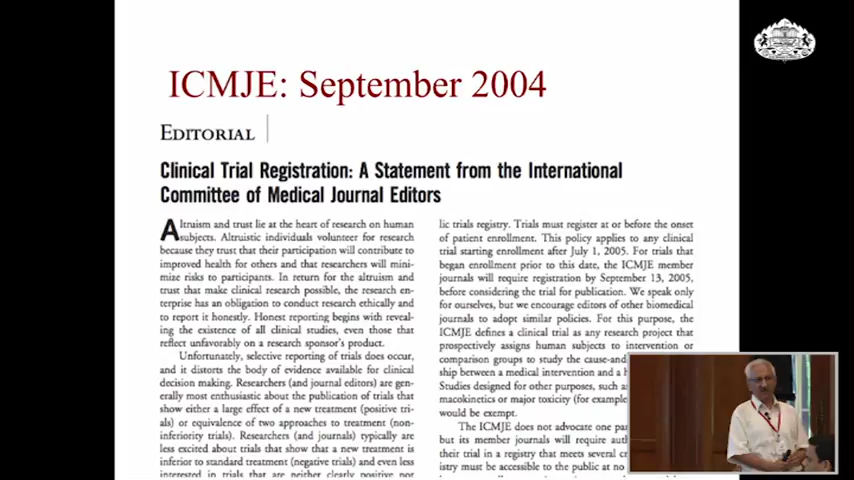 ICMJE: September 2004
EDITORIAL
Clinical Trial Registration: A Statement from the International
Committee of Medical Journal Editors
Altruism and trust lie at the heart of research on human
subjects. Altruistic individuals volunteer for research
because they trust that their participation will contribute to
improved health for others and that researchers will mini-
mize risks to participants. In return for the altruism and
trust that make clinical research possible, the research en-
terprise has an obligation to conduct research ethically and
to report it honestly. Honest reporting begins with reveal-
ing the existence of all clinical studies, even those that
reflect unfavorably on a research sponsor's product.
Unfortunately, selective reporting of trials does occur,
and it distorts the body of evidence available for clinical
decision making. Researchers (and journal editors) are gen-
erally most enthusiastic about the publication of trials that
show either a large effect of a new treatment (positive tri-
als) or equivalence of two approaches to treatment (non-
inferiority trials). Researchers (and journals) typically are
less excited about trials that show that a new treatment is
inferior to standard treatment (negative trials) and even less
interested in trials that are neither clearly positive nor
lic trials registry. Trials must register at or before the onset
of patient enrollment. This policy applies to any clinical
trial starting enrollment after July 1, 2005. For trials that
began enrollment prior to this date, the ICMJE member
journals will require registration by September 13, 2005,
before considering the trial for publication. We speak only
for ourselves, but we encourage editors of other biomedical
journals to adopt similar policies. For this purpose, the
ICMJE defines a clinical trial as any research project that
prospectively assigns human subjects to intervention or
comparison groups to study the cause-and-
ship between a medical intervention and a h
Studies designed for other purposes, such a
macokinetics or major toxicity (for example
would be exempt.
The ICMJE does not advocate one pa
but its member journals will require aut
their trial in a registry that meets several c
istry must be accessible to the public at no